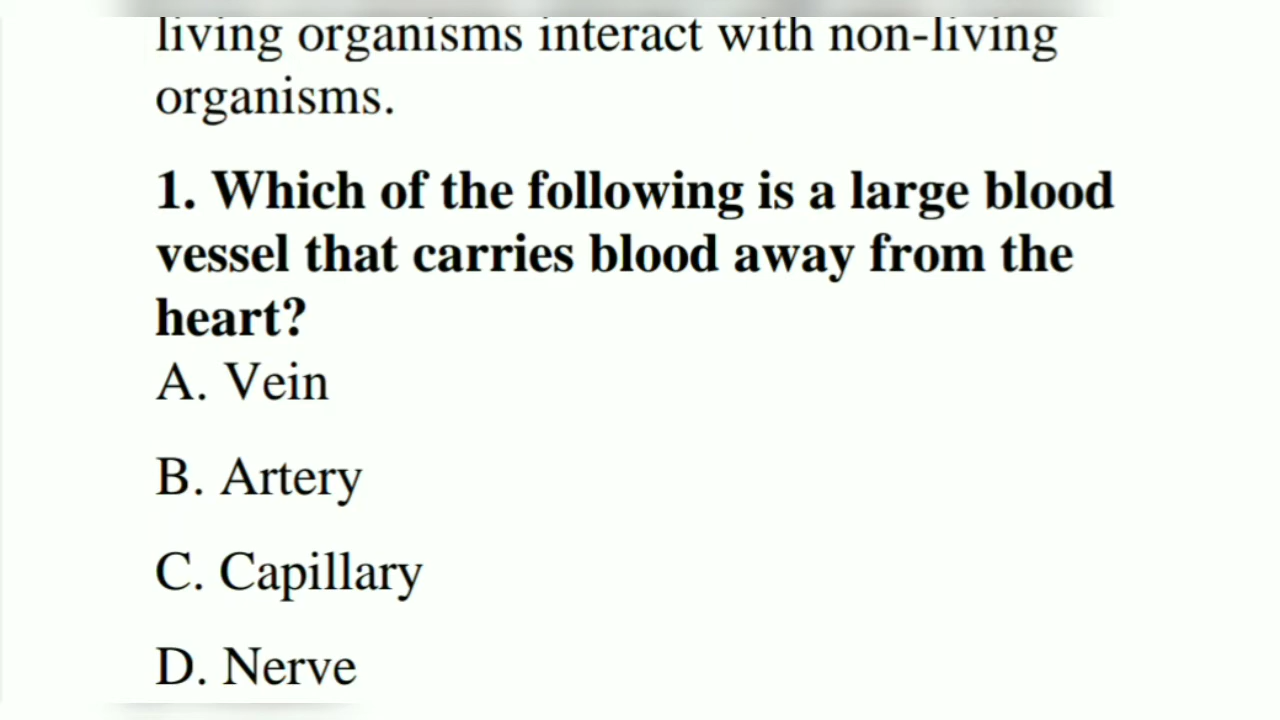 living organisms interact with non-living
organisms.
1. Which of the following is a large blood
vessel that carries blood away from the
heart?
A. Vein
B. Artery
C. Capillary
D. Nerve